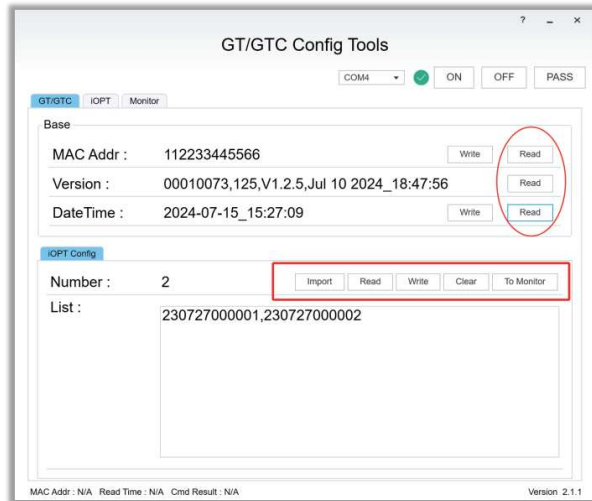 ? – ×
GT/GTC Config Tools
COM4 ON OFF PASS
GT/GTC iOPT Monitor
Base
MAC Addr : 112233445566 Write Read
Version : 00010073,125,V1.2.5,Jul 10 2024_18:47:56 Read
DateTime : 2024-07-15_15:27:09 Write Read
iOPT Config
Number : 2 Import Read Write Clear To Monitor
List : 230727000001,230727000002
MAC Addr : N/A Read Time : N/A Cmd Result : N/A Version 2.1.1